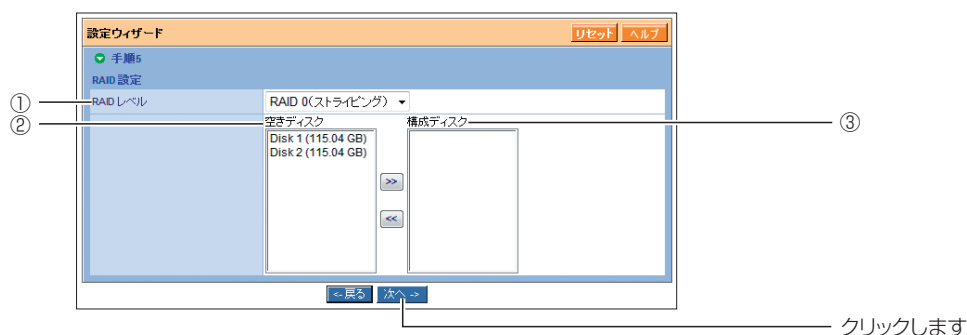 設定ウィザード
リセット ヘルプ
手順5
RAID 設定
① RAID レベル RAID 0(ストライピング)
② 空きディスク 構成ディスク ③
Disk 1 (115.04 GB)
Disk 2 (115.04 GB)
>>
<<
<-戻る 次へ->
クリックします